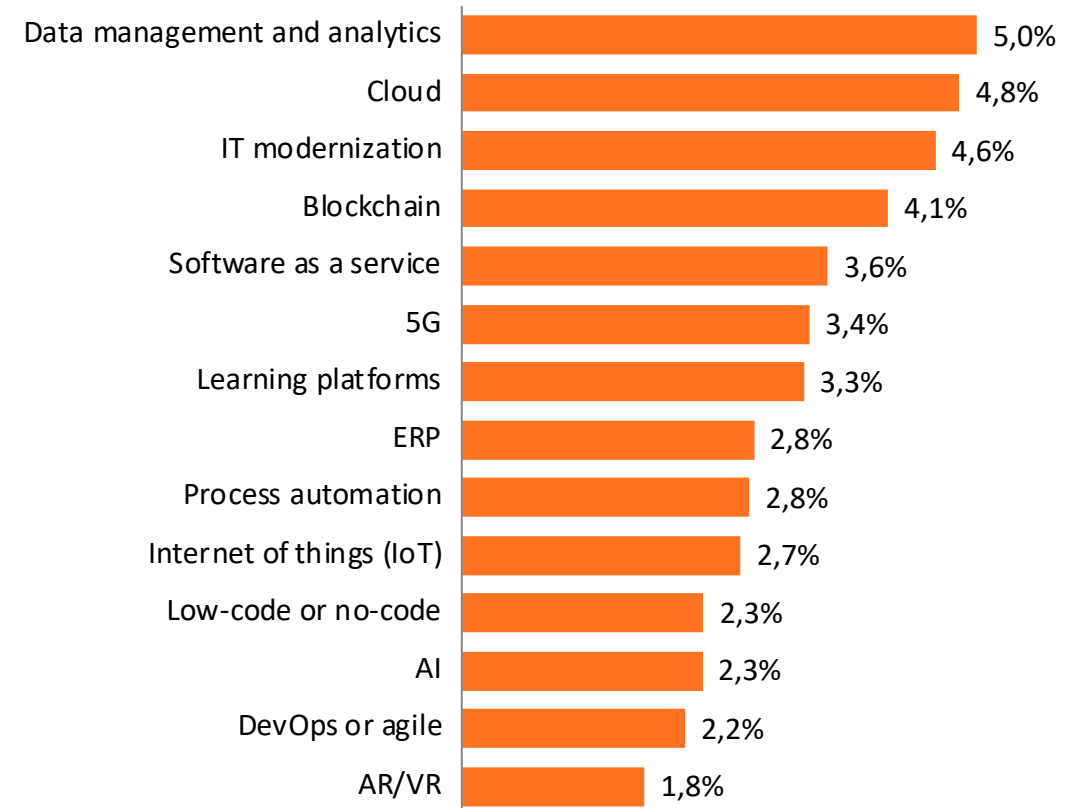 Data management and analytics 5,0%
Cloud 4,8%
IT modernization 4,6%
Blockchain 4,1%
Software as a service 3,6%
5G 3,4%
Learning platforms 3,3%
ERP 2,8%
Process automation 2,8%
Internet of things (IoT) 2,7%
Low-code or no-code 2,3%
AI 2,3%
DevOps or agile 2,2%
AR/VR 1,8%